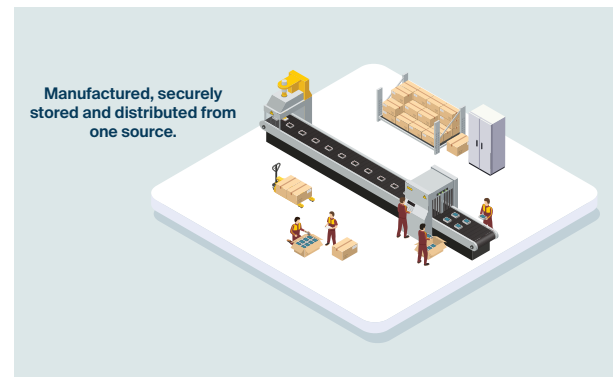 Manufactured, securely
stored and distributed from
one source.